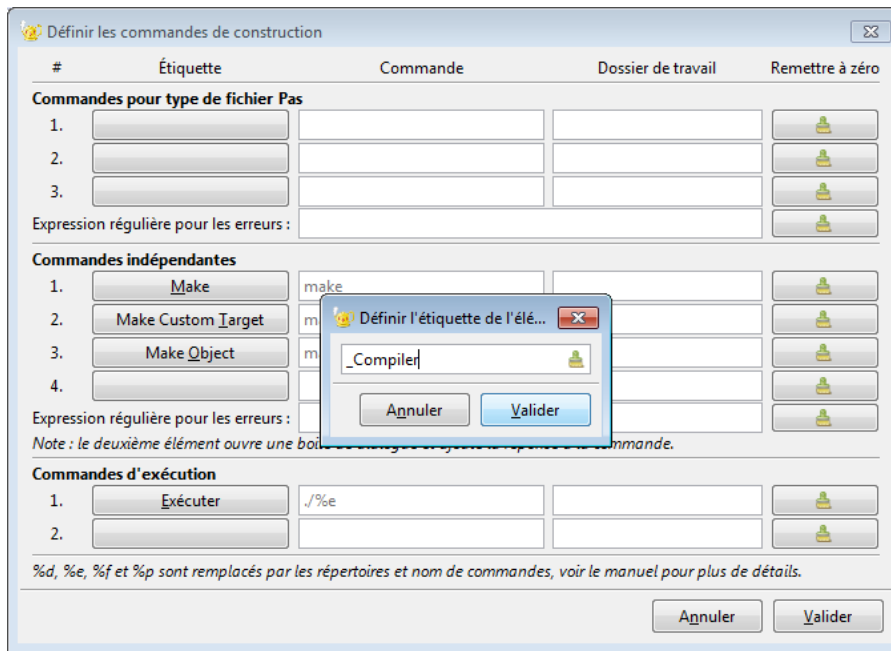 Définir les commandes de construction
# Étiquette Commande Dossier de travail Remettre à zéro
Commandes pour type de fichier Pas
1.
2.
3.
Expression régulière pour les erreurs :
Commandes indépendantes
1. Make make
2. Make Custom Target
3. Make Object
4.
Expression régulière pour les erreurs :
Note : le deuxième élément ouvre une commande.
Définir l'étiquette de l'élé...
_Compiler
Annuler Valider
Commandes d'exécution
1. Exécuter ./%e
2.
%d, %e, %f et %p sont remplacés par les répertoires et nom de commandes, voir le manuel pour plus de détails.
Annuler Valider